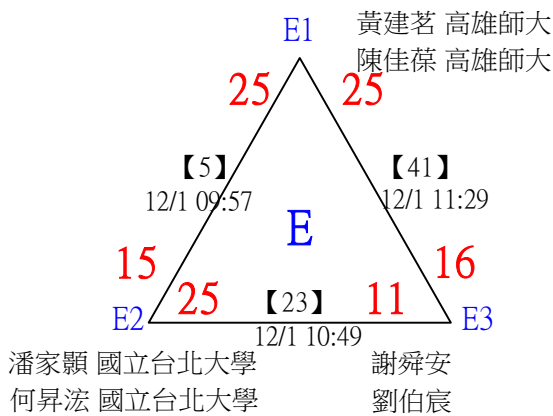 E1
黃建茗 高雄師大
陳佳葆 高雄師大
25 25
【5】 【41】
12/1 09:57 12/1 11:29
E
15 16
25 【23】 11
E2 E3
12/1 10:49
潘家顥 國立台北大學 謝舜安
何昇浤 國立台北大學 劉伯宸